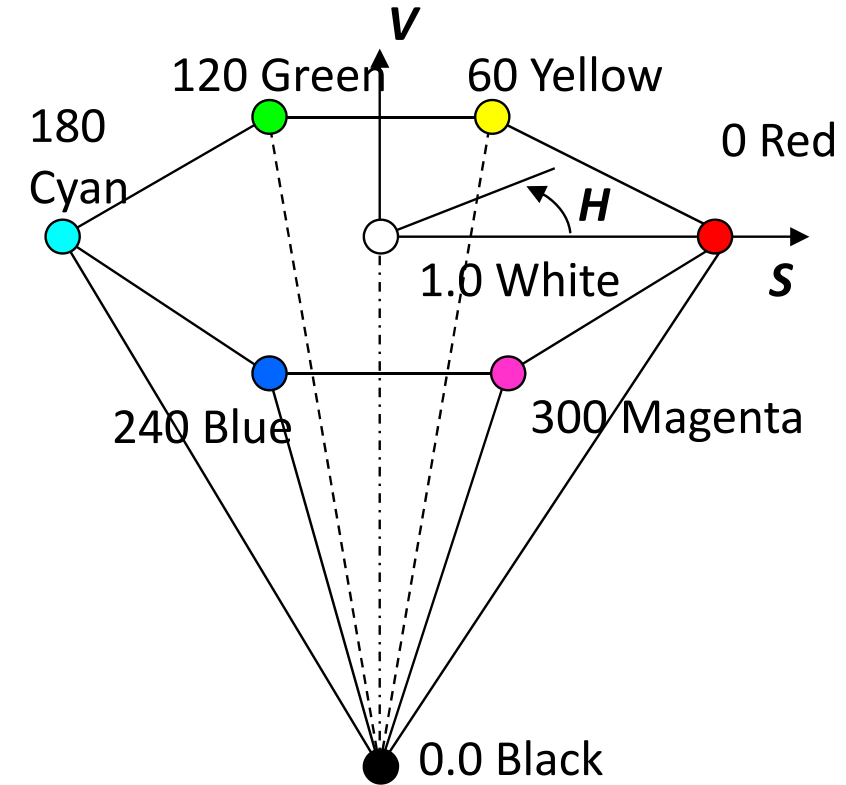 V
120 Green
60 Yellow
180
Cyan
0 Red
H
1.0 White
S
240 Blue
300 Magenta
0.0 Black